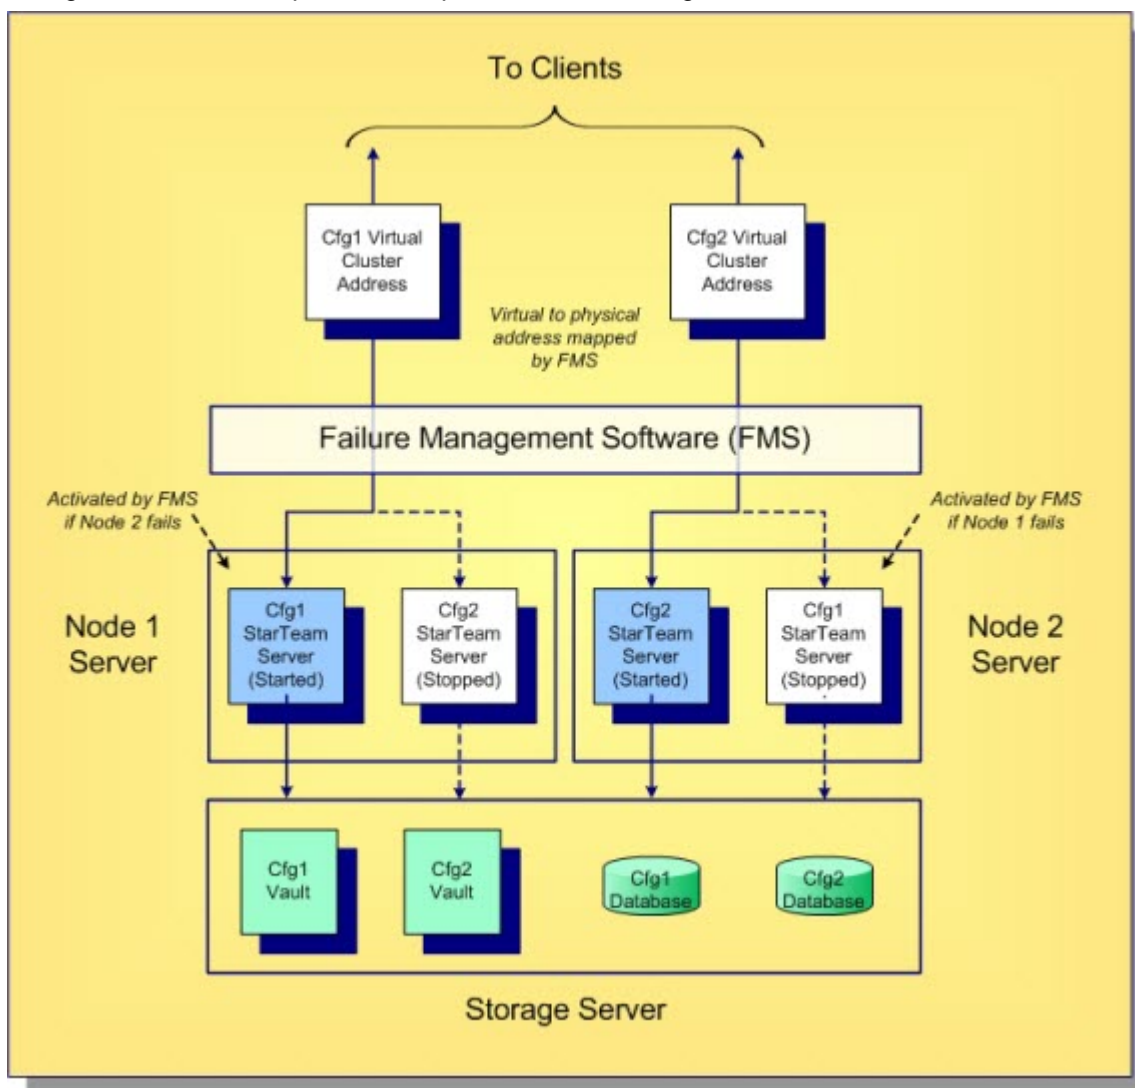 To Clients
Cfg1 Virtual
Cluster
Address
Cfg2 Virtual
Cluster
Address
Virtual to physical
address mapped
by FMS
Failure Management Software (FMS)
Activated by FMS
if Node 2 fails
Activated by FMS
if Node 1 fails
Node 1
Server
Cfg1
StarTeam
Server
(Started)
Cfg2
StarTeam
Server
(Stopped)
Cfg2
StarTeam
Server
(Started)
Cfg1
StarTeam
Server
(Stopped)
Node 2
Server
Cfg1
Vault
Cfg2
Vault
Cfg1
Database
Cfg2
Database
Storage Server